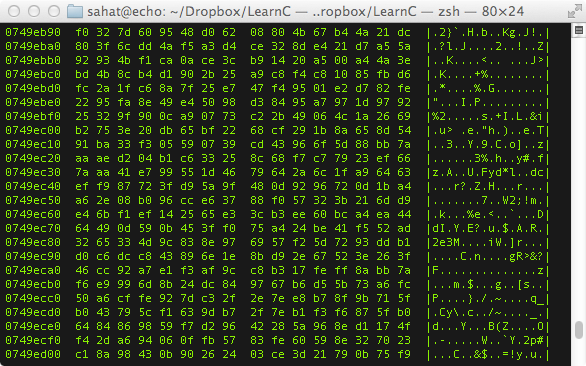 sahat@echo: ~/Dropbox/LearnC — ..ropbox/LearnC — zsh — 80×24
0749eb90 f0 32 7d 60 95 48 d0 62 08 80 4b 67 b4 4a 21 dc |.2}`.H.b..Kg.J!.|
0749eba0 80 3f 6c dd 4a f5 a3 d4 ce 32 8d e4 21 d7 a5 5a |.?l.J....2..!..Z|
0749ebb0 92 93 4b f1 ca 0a ce 3c b9 14 20 a5 00 a4 4a 3e |..K....<.. ...J>|
0749ebc0 bd 4b 8c b4 d1 90 2b 25 a9 c8 f4 c8 10 85 fb d6 |.K....+%........|
0749ebd0 fc 2a 1f c6 8a 7f 25 e7 47 f4 95 01 e2 d7 82 fe |.*....%.G.......|
0749ebe0 22 95 fa 8e 49 e4 50 98 d3 84 95 a7 97 1d 97 92 |"...I.P.........|
0749ebf0 25 32 9f 90 0c a9 07 73 c2 2b 49 06 4c 1a 26 69 |%2.....s.+I.L.&i|
0749ec00 b2 75 3e 20 db 65 bf 22 68 cf 29 1b 8a 65 8d 54 |.u> .e."h.)..e.T|
0749ec10 91 ba 33 f3 05 59 07 39 cd 43 96 6f 5d 88 bb 7a |..3..Y.9.C.o]..z|
0749ec20 aa ae d2 04 b1 c6 33 25 8c 68 f7 c7 79 23 ef 66 |......3%.h..y#.f|
0749ec30 7a aa 41 e7 99 55 1d 46 79 64 2a 6c 1f a9 64 63 |z.A..U.Fyd*l..dc|
0749ec40 ef f9 87 72 3f d9 5a 9f 48 0d 92 96 72 0d 1b a4 |...r?.Z.H...r...|
0749ec50 a6 2e 08 b0 96 cc e6 37 88 f0 57 32 3b 21 6d d9 |.......7..W2;!m.|
0749ec60 e4 6b f1 ef 14 25 65 e3 3c b3 ee 60 bc a4 ea 44 |.k...%e.<..`...D|
0749ec70 64 49 0d 59 0b 45 3f f0 75 a4 24 be 41 f5 52 ad |dI.Y.E?.u.$.A.R.|
0749ec80 32 65 33 4d 9c 83 8e 97 69 57 f2 5d 72 93 dd b1 |2e3M....iW.]r...|
0749ec90 d0 c6 dc c8 43 89 6e 1e 8b d9 2e 67 52 3e 26 3f |....C.n....gR>&?|
0749eca0 46 cc 92 a7 e1 f3 af 9c c8 b3 17 fe ff 8a bb 7a |F..............z|
0749ecb0 f6 e9 99 6d 8b 24 dc 84 97 67 b6 d5 5b 73 a6 fc |...m.$...g..[s..|
0749ecc0 50 a6 cf fe 92 7d c3 2f 2e 7e e8 b7 8f 9b 71 5f |P....}./.~....q_|
0749ecd0 b0 43 79 5c f1 63 9d b7 2f 7e b1 f3 f6 87 5f b0 |.Cy\.c../~...._.|
0749ece0 64 84 86 98 59 f7 d2 96 42 28 5a 96 8e d1 17 4f |d...Y...B(Z....O|
0749ecf0 f4 2d a6 94 06 0f fb 57 83 fe 60 59 8e 32 70 23 |.-.....W..`Y.2p#|
0749ed00 c1 8a 98 43 0b 90 26 24 03 ce 3d 21 79 0b 75 f9 |...C..&$..=!y.u.|